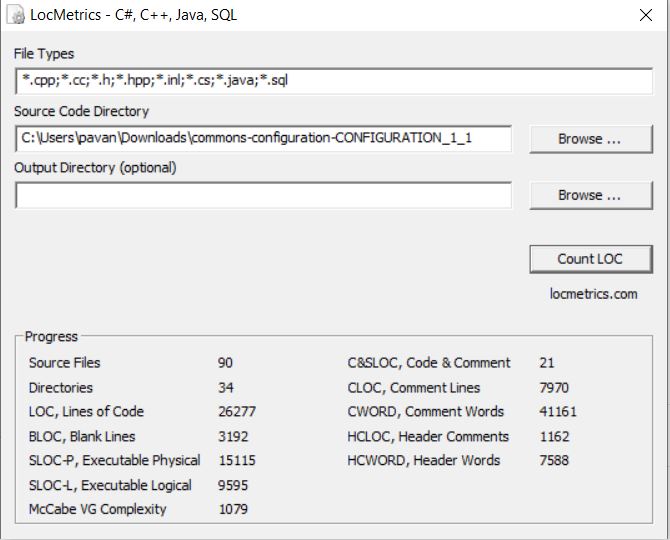 LocMetrics - C#, C++, Java, SQL
File Types
*.cpp;*.cc;*.h;*.hpp;*.inl;*.cs;*.java;*.sql
Source Code Directory
C:\Users\pavan\Downloads\commons-configuration-CONFIGURATION_1_1
Browse ...
Output Directory (optional)
Browse ...
Count LOC
locmetrics.com
Progress
Source Files 90 C&SLOC, Code & Comment 21
Directories 34 CLOC, Comment Lines 7970
LOC, Lines of Code 26277 CWORD, Comment Words 41161
BLOC, Blank Lines 3192 HCLOC, Header Comments 1162
SLOC-P, Executable Physical 15115 HCWORD, Header Words 7588
SLOC-L, Executable Logical 9595
McCabe VG Complexity 1079